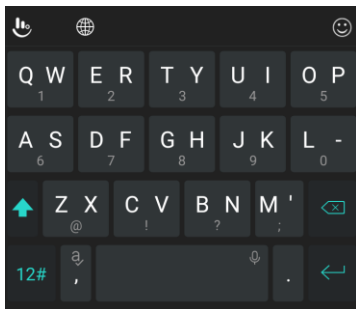 Q W E R T Y U I O P
1 2 3 4 5
A S D F G H J K L -
6 7 8 9 0
Z X C V B N M '
@ ! ? ;
12# a , .